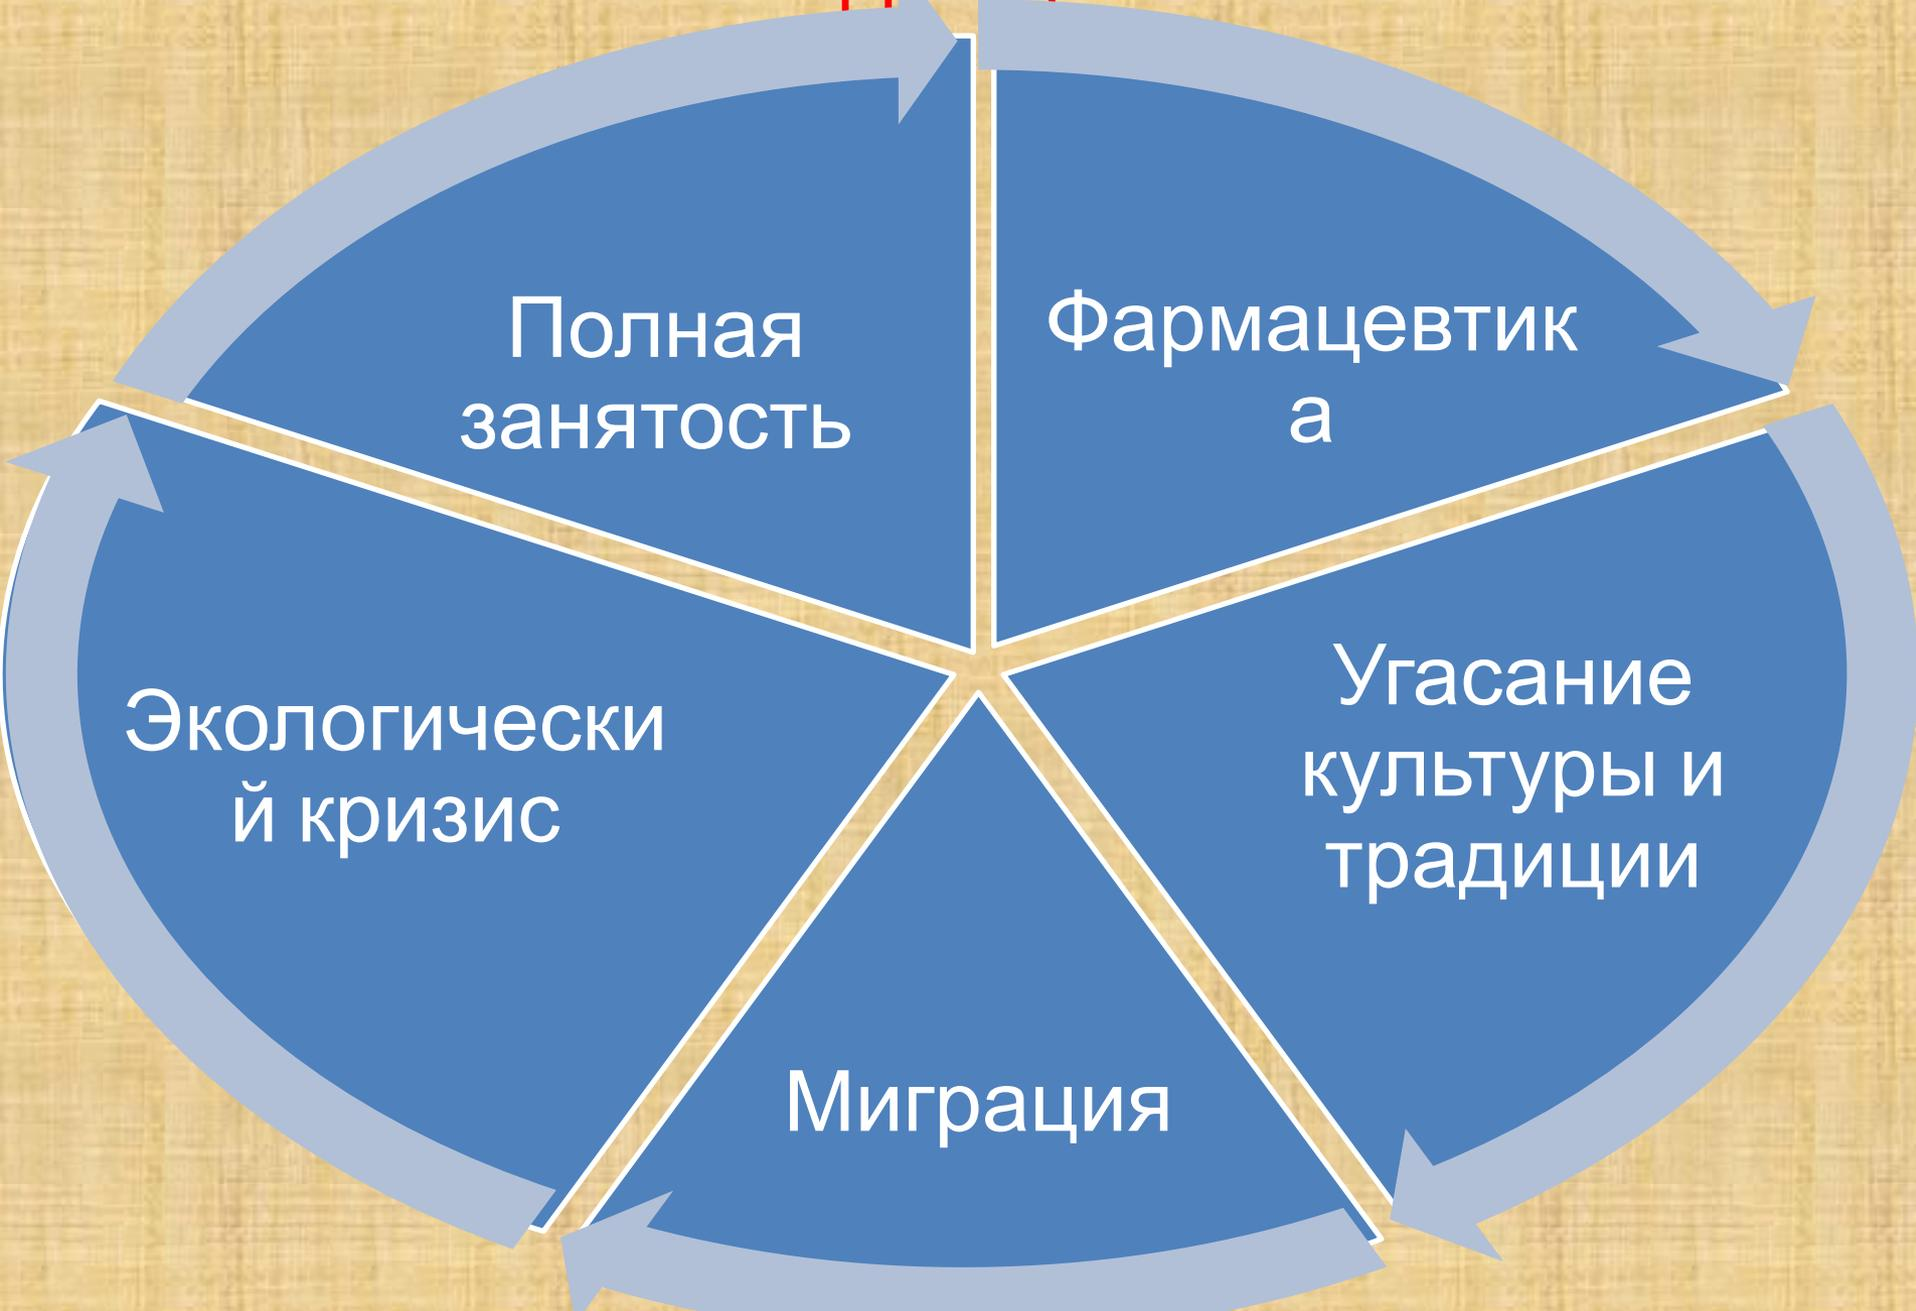 Полная
занятость
Фармацевтик
а
Угасание
культуры и
традиции
Миграция
Экологически
й кризис